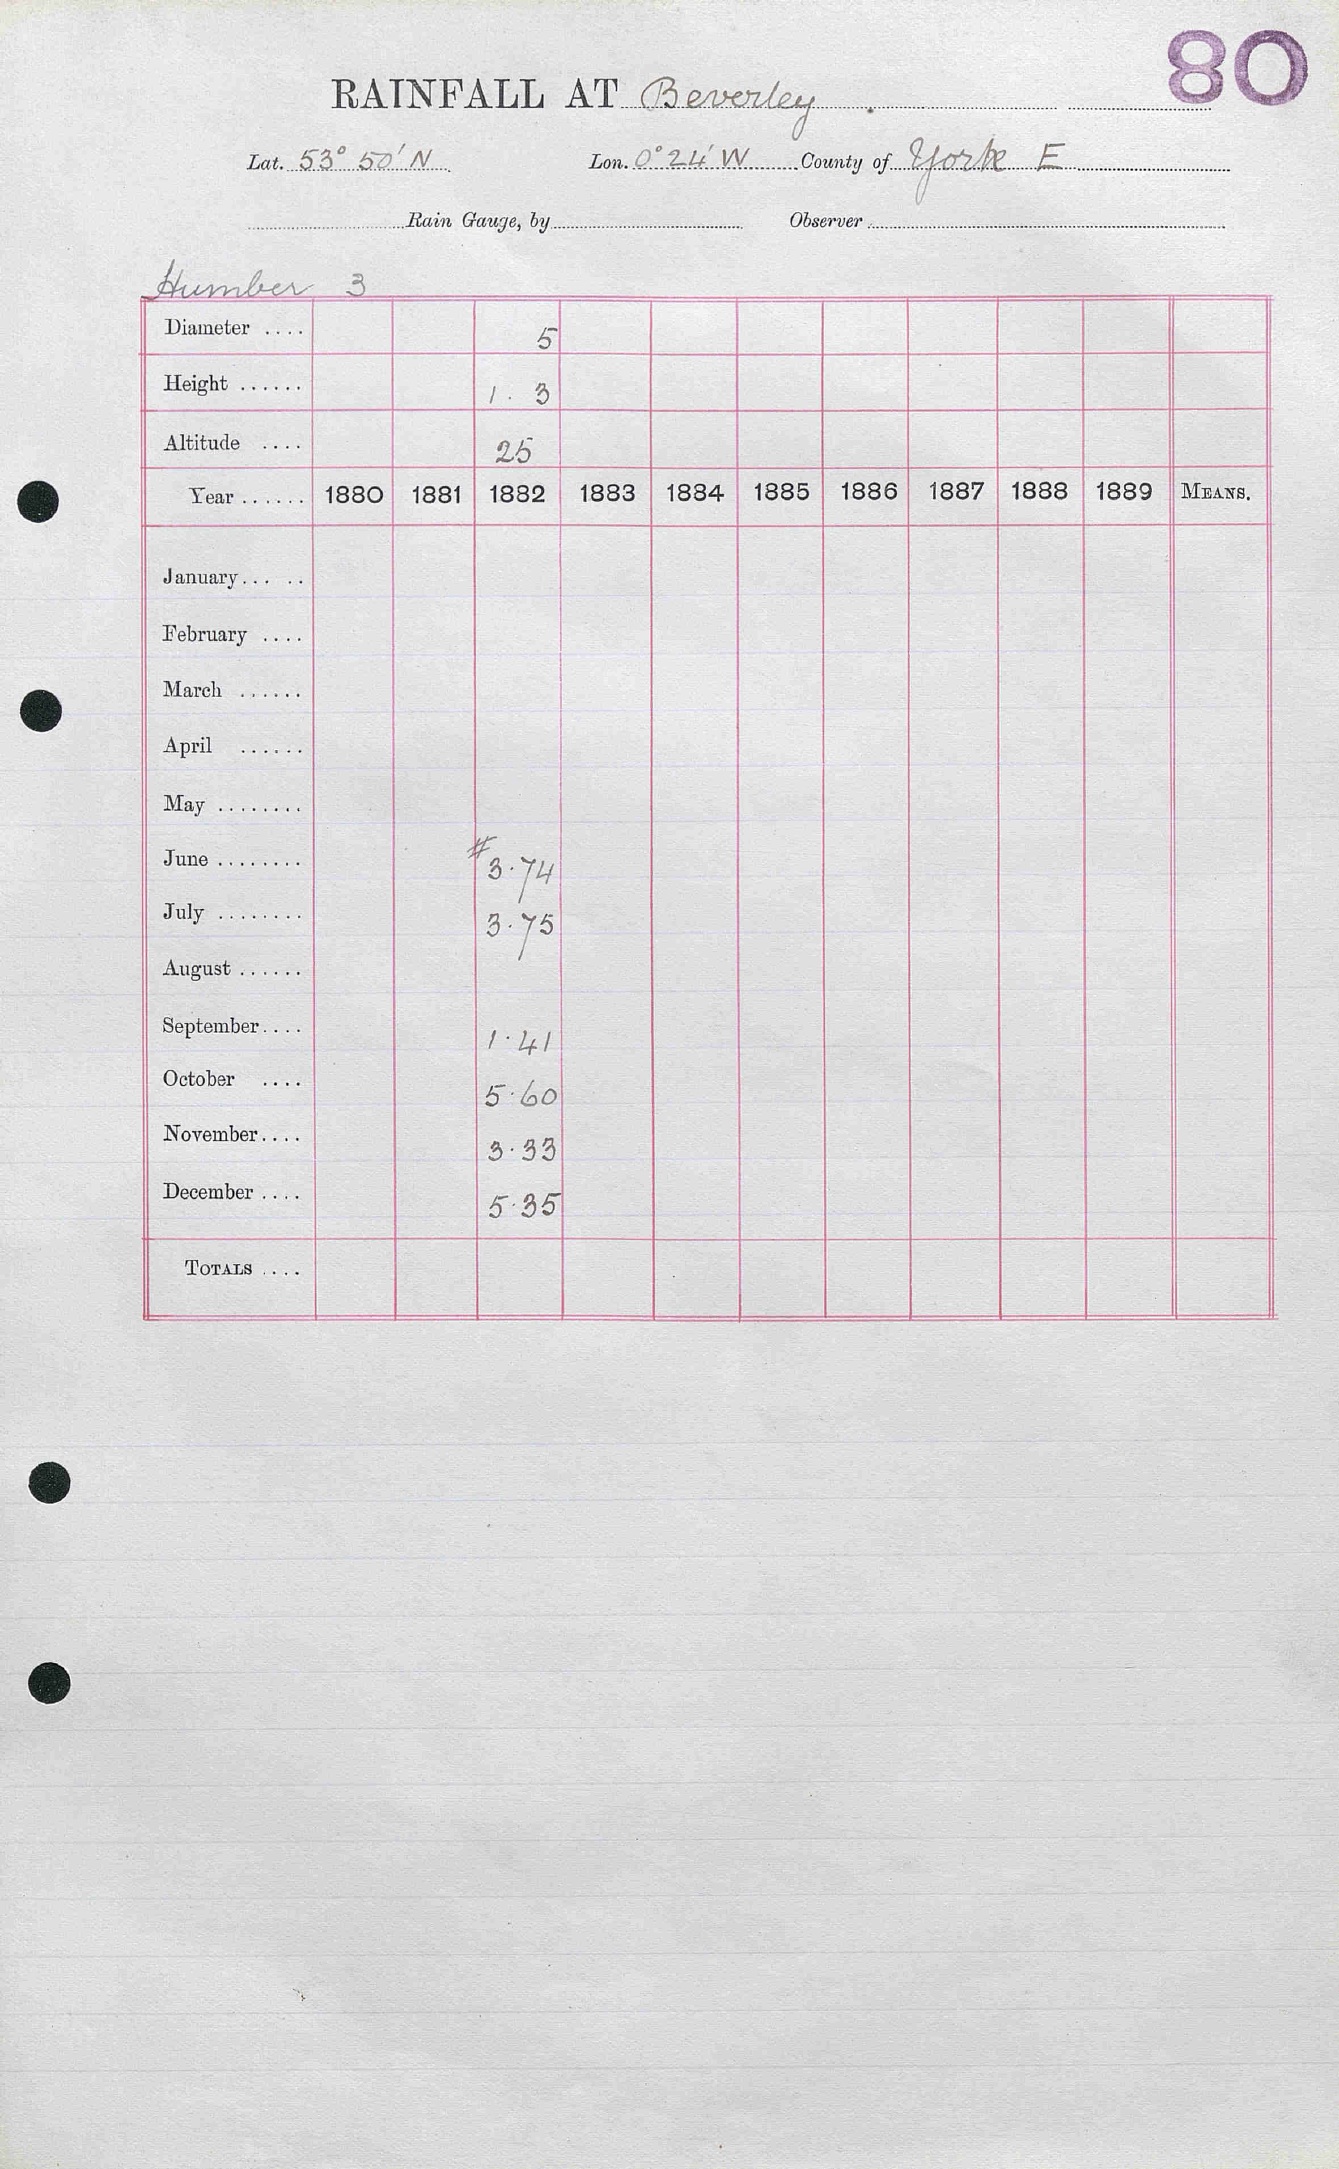 80
RAINFALL AT Beverley
Lat. 53° 50' N Lon. 0° 24' W County of York E
Rain Gauge, by Observer
Humber 3
Diameter .... 5
Height ...... 1. 3
Altitude .... 25
Year ...... 1880 1881 1882 1883 1884 1885 1886 1887 1888 1889 MEANS.
January... ..
February ....
March ......
April ......
May ........
June ........ # 3.74
July ........ 3.75
August ......
September.... 1.41
October .... 5.60
November.... 3.33
December .... 5.35
TOTALS ....